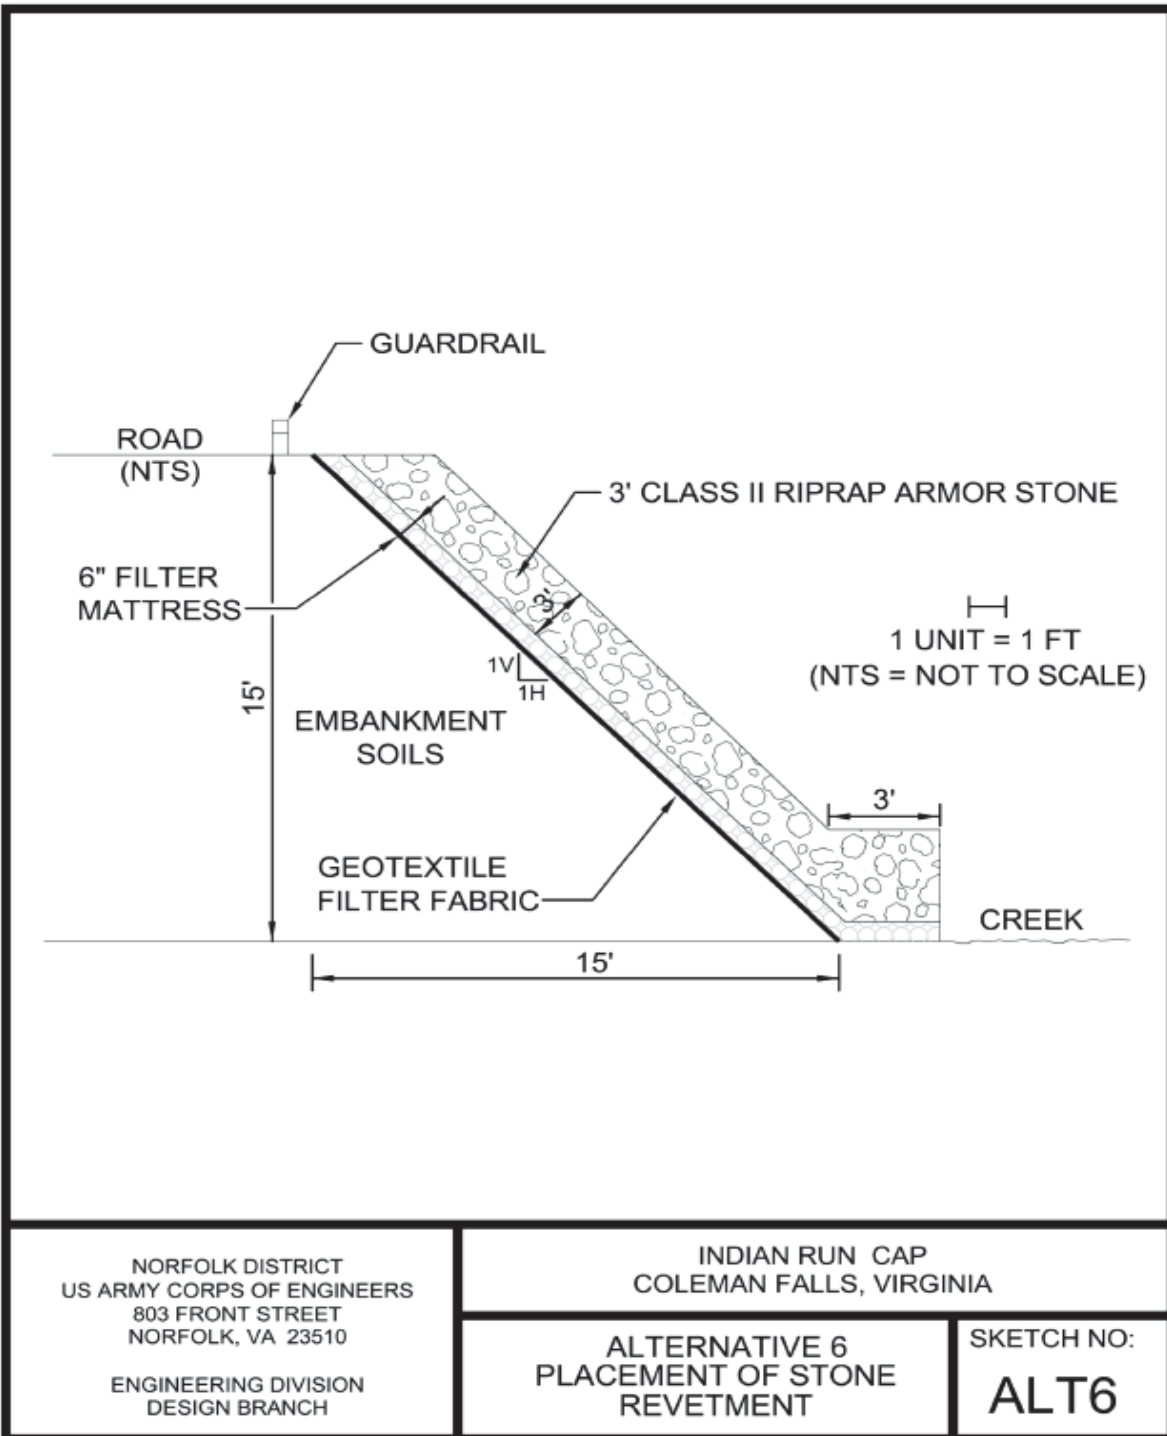 GUARDRAIL
ROAD
(NTS)
3' CLASS II RIPRAP ARMOR STONE
6" FILTER
MATTRESS
3'
1 UNIT = 1 FT
(NTS = NOT TO SCALE)
1V
1H
15'
EMBANKMENT
SOILS
3'
GEOTEXTILE
FILTER FABRIC
CREEK
15'
NORFOLK DISTRICT
US ARMY CORPS OF ENGINEERS
803 FRONT STREET
NORFOLK, VA 23510
ENGINEERING DIVISION
DESIGN BRANCH
INDIAN RUN CAP
COLEMAN FALLS, VIRGINIA
ALTERNATIVE 6
PLACEMENT OF STONE
REVETMENT
SKETCH NO:
ALT6